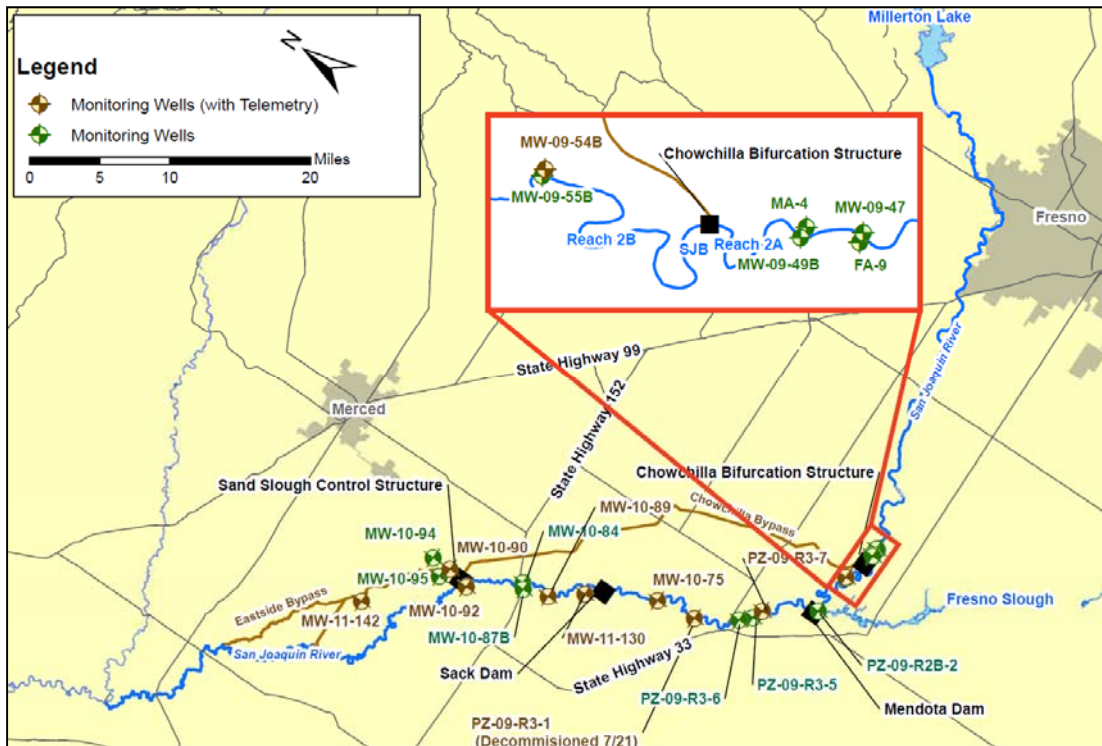 Millerton Lake
N
Legend
Monitoring Wells (with Telemetry)
Monitoring Wells
Miles
0 5 10 20
MW-09-54B
Chowchilla Bifurcation Structure
MW-09-55B
MA-4
MW-09-47
Reach 2B
SJB
Reach 2A
MW-09-49B
FA-9
Fresno
San Joaquin River
State Highway 99
Merced
State Highway 152
Chowchilla Bifurcation Structure
Sand Slough Control Structure
MW-10-89
Chowchilla Bypass
MW-10-94
MW-10-90
MW-10-84
PZ-09-R3-7
MW-10-95
MW-10-75
Eastside Bypass
MW-10-92
Fresno Slough
MW-11-142
MW-10-87B
MW-11-130
San Joaquin River
Sack Dam
State Highway 33
PZ-09-R2B-2
PZ-09-R3-5
PZ-09-R3-6
Mendota Dam
PZ-09-R3-1
(Decommisioned 7/21)